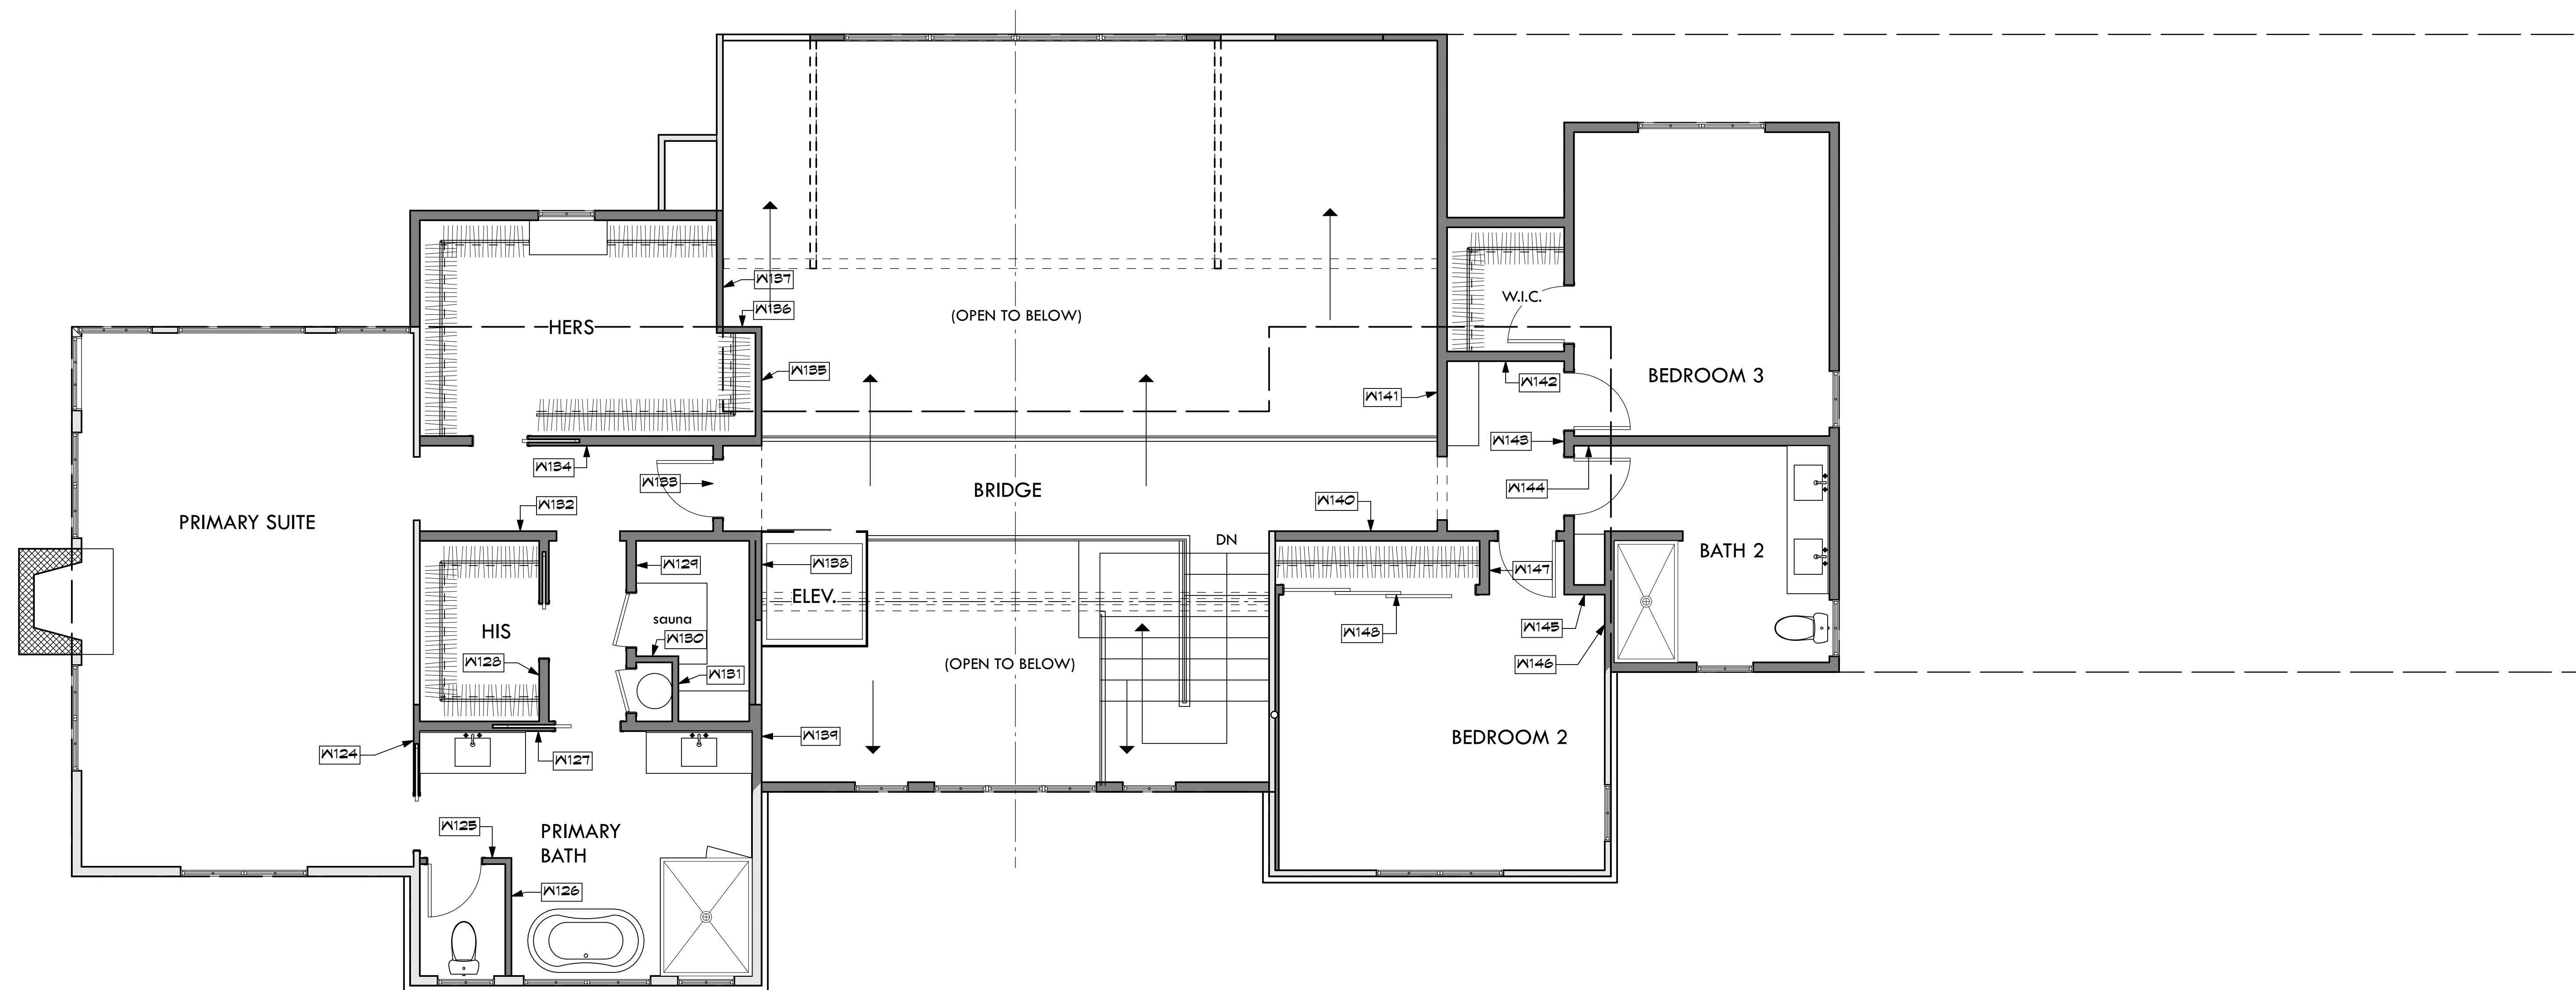 W137
W136
W.I.C.
(OPEN TO BELOW)
HERS
W135
BEDROOM 3
W142
W141
W143
W134
W133
W144
BRIDGE
W140
W132
PRIMARY SUITE
DN
BATH 2
W129
W138
W147
ELEV.
sauna
HIS
W130
W148
W145
W128
W131
(OPEN TO BELOW)
W146
W139
BEDROOM 2
W124
W127
W125
PRIMARY
BATH
W126